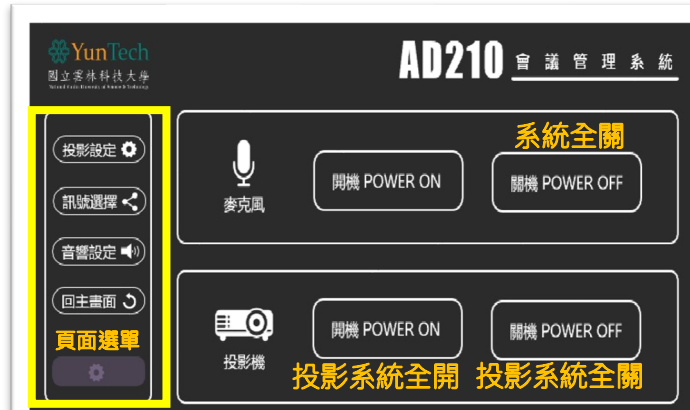 YunTech
國立雲林科技大學
AD210 會議管理系統
投影設定
訊號選擇
音響設定
回主畫面
頁面選單
系統全關
麥克風
開機 POWER ON
關機 POWER OFF
投影機
開機 POWER ON
關機 POWER OFF
投影系統全開
投影系統全關